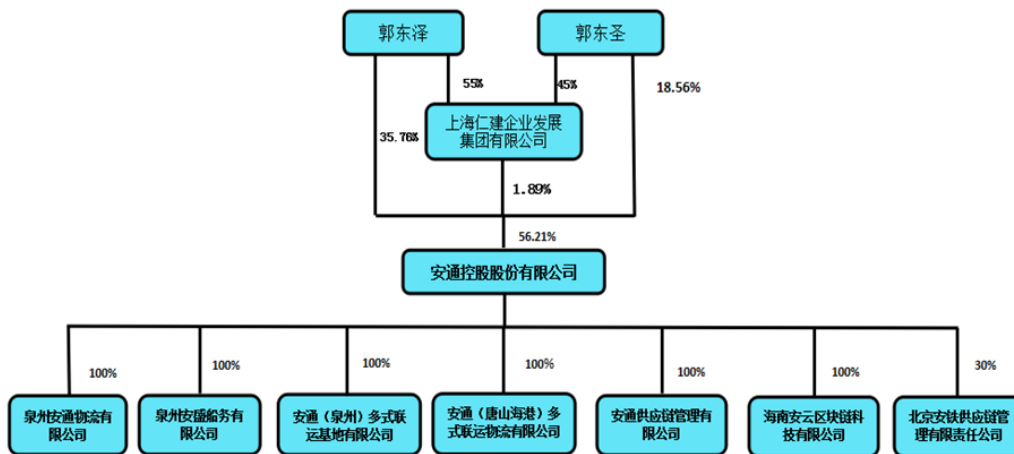 郭东泽
郭东圣
55%
45%
18.56%
上海仁建企业发展
集团有限公司
35.76%
1.89%
56.21%
安通控股股份有限公司
100%
100%
100%
100%
100%
100%
30%
泉州安通物流有
限公司
泉州安盛船务有
限公司
安通（泉州）多式联
运基地有限公司
安通（唐山海港）多
式联运物流有限公司
安通供应链管理有
限公司
海南安云区块链科
技有限公司
北京安铁供应链管
理有限责任公司